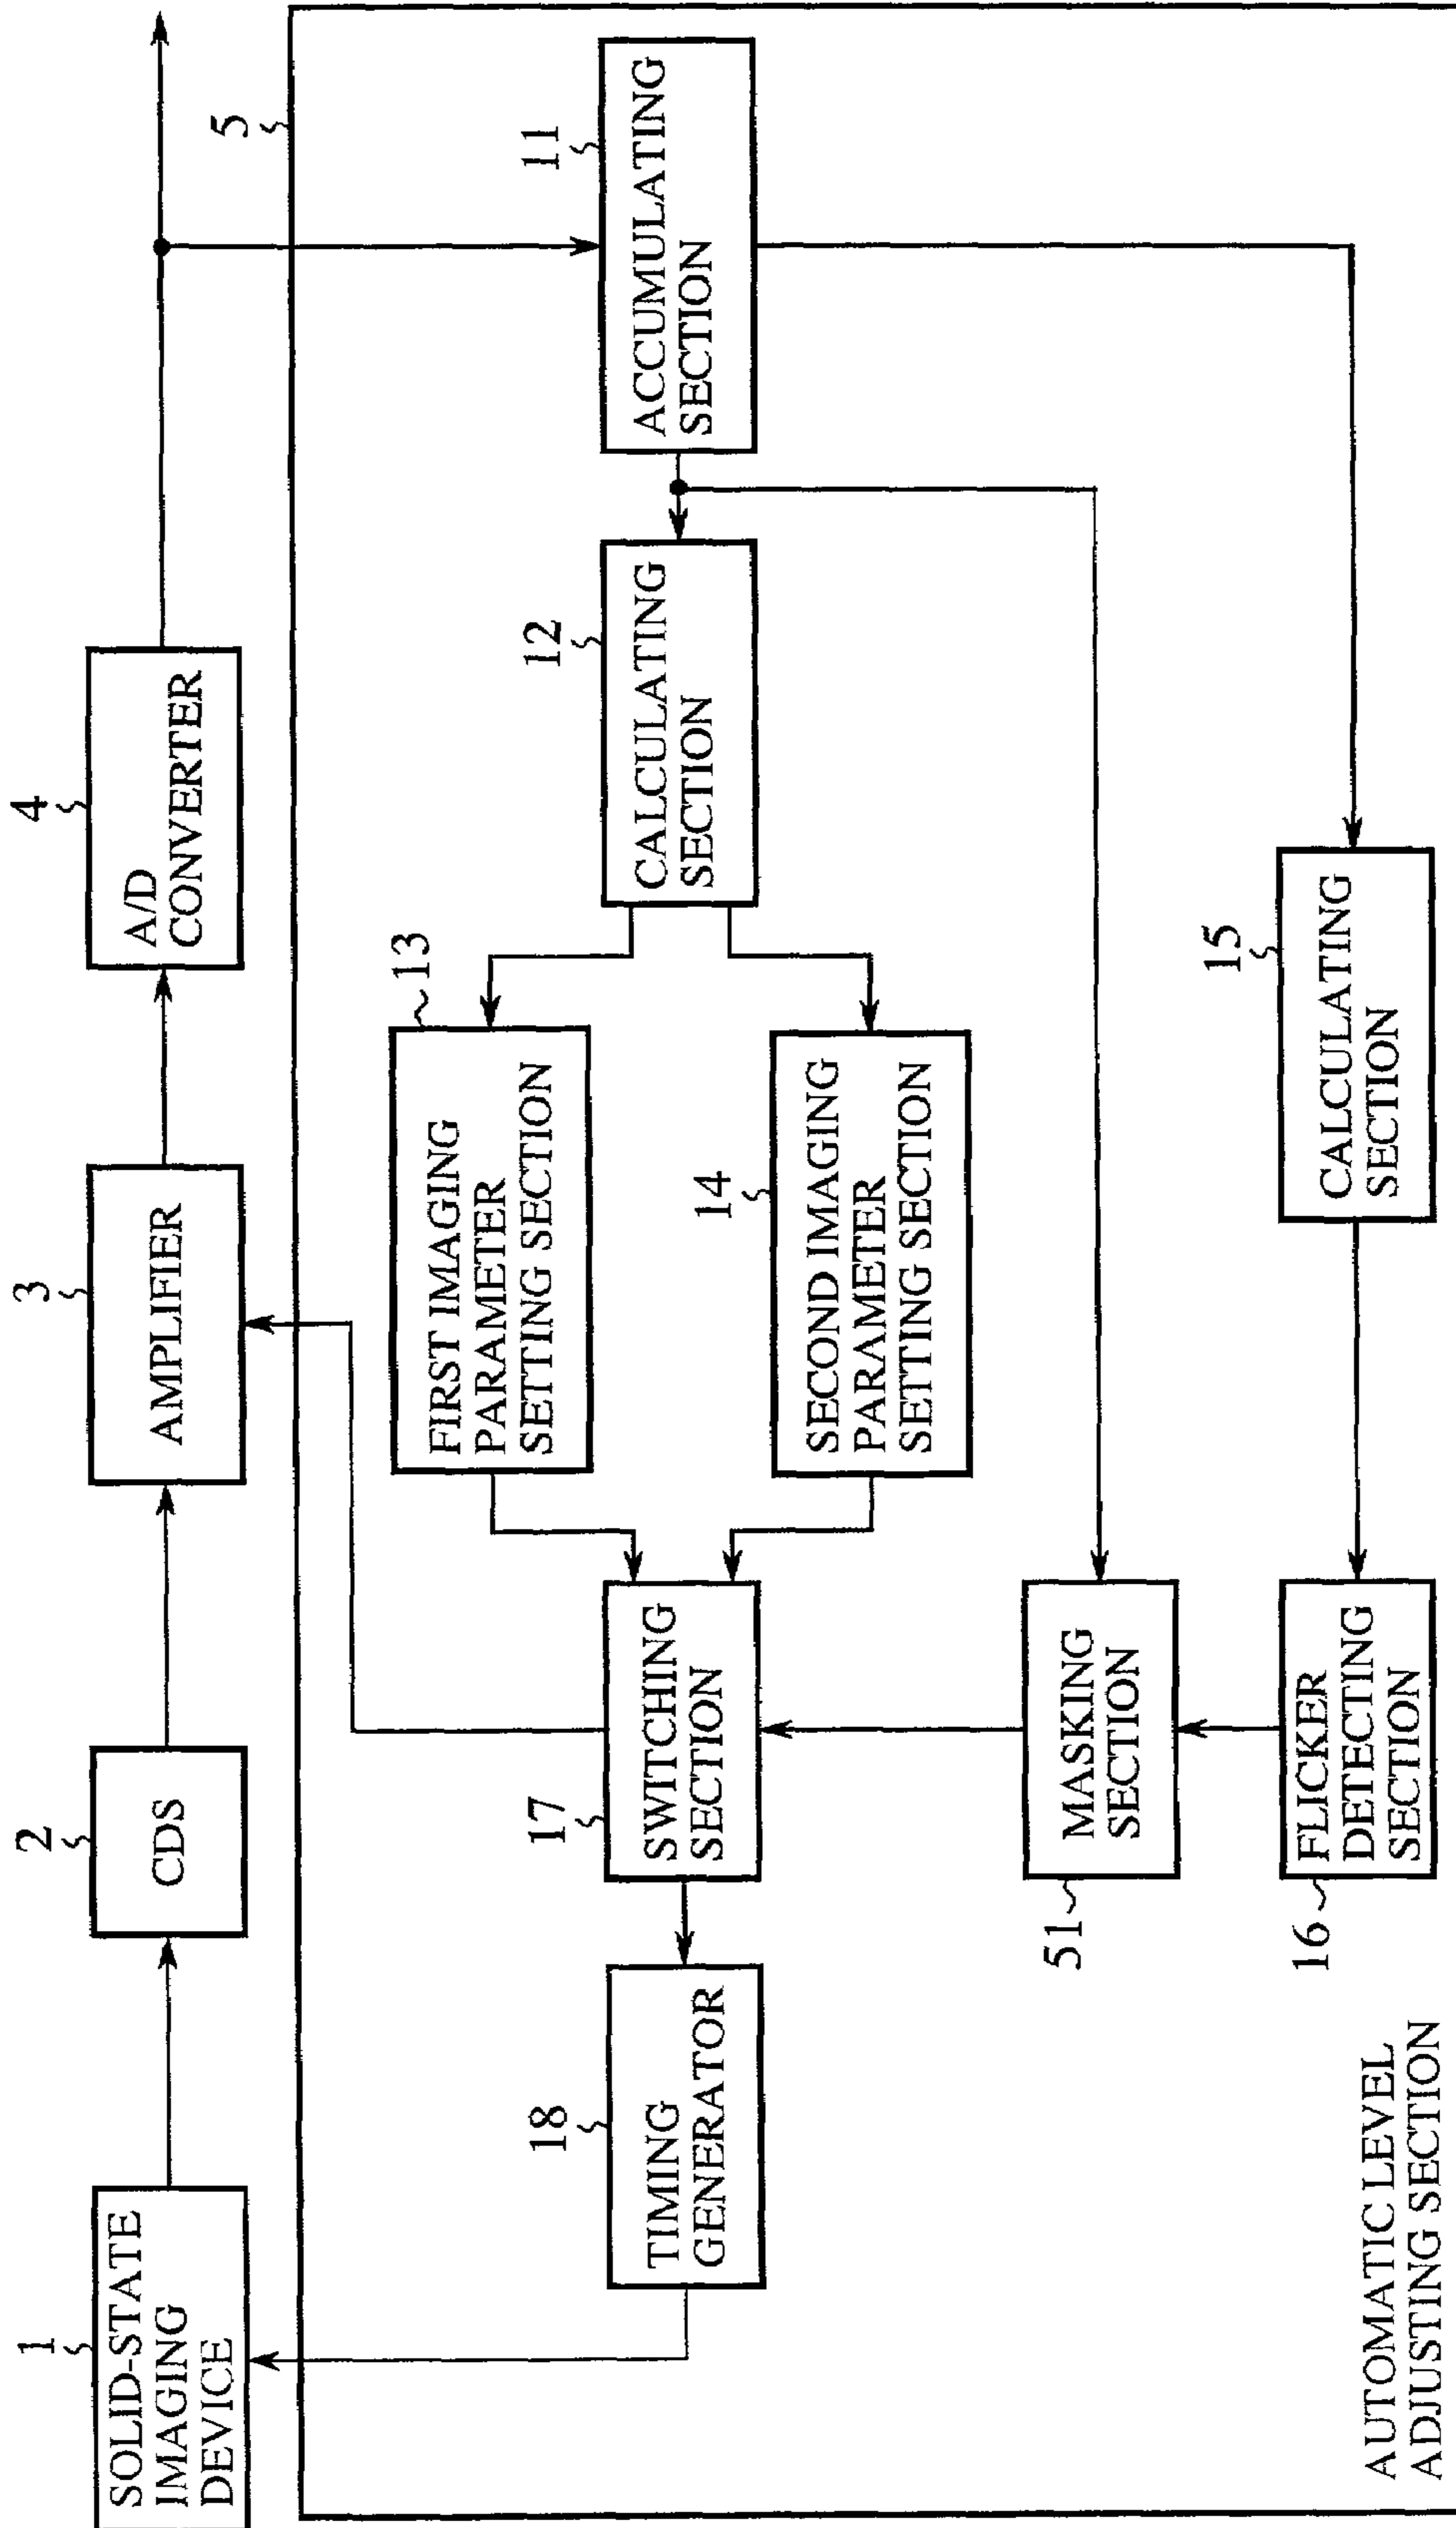 1
SOLID-STATE
IMAGING
DEVICE
2
CDS
3
AMPLIFIER
4
A/D
CONVERTER
5
18
TIMING
GENERATOR
17
SWITCHING
SECTION
13
FIRST IMAGING
PARAMETER
SETTING SECTION
14
SECOND IMAGING
PARAMETER
SETTING SECTION
12
CALCULATING
SECTION
11
ACCUMULATING
SECTION
51
MASKING
SECTION
16
FLICKER
DETECTING
SECTION
15
CALCULATING
SECTION
AUTOMATIC LEVEL
ADJUSTING SECTION